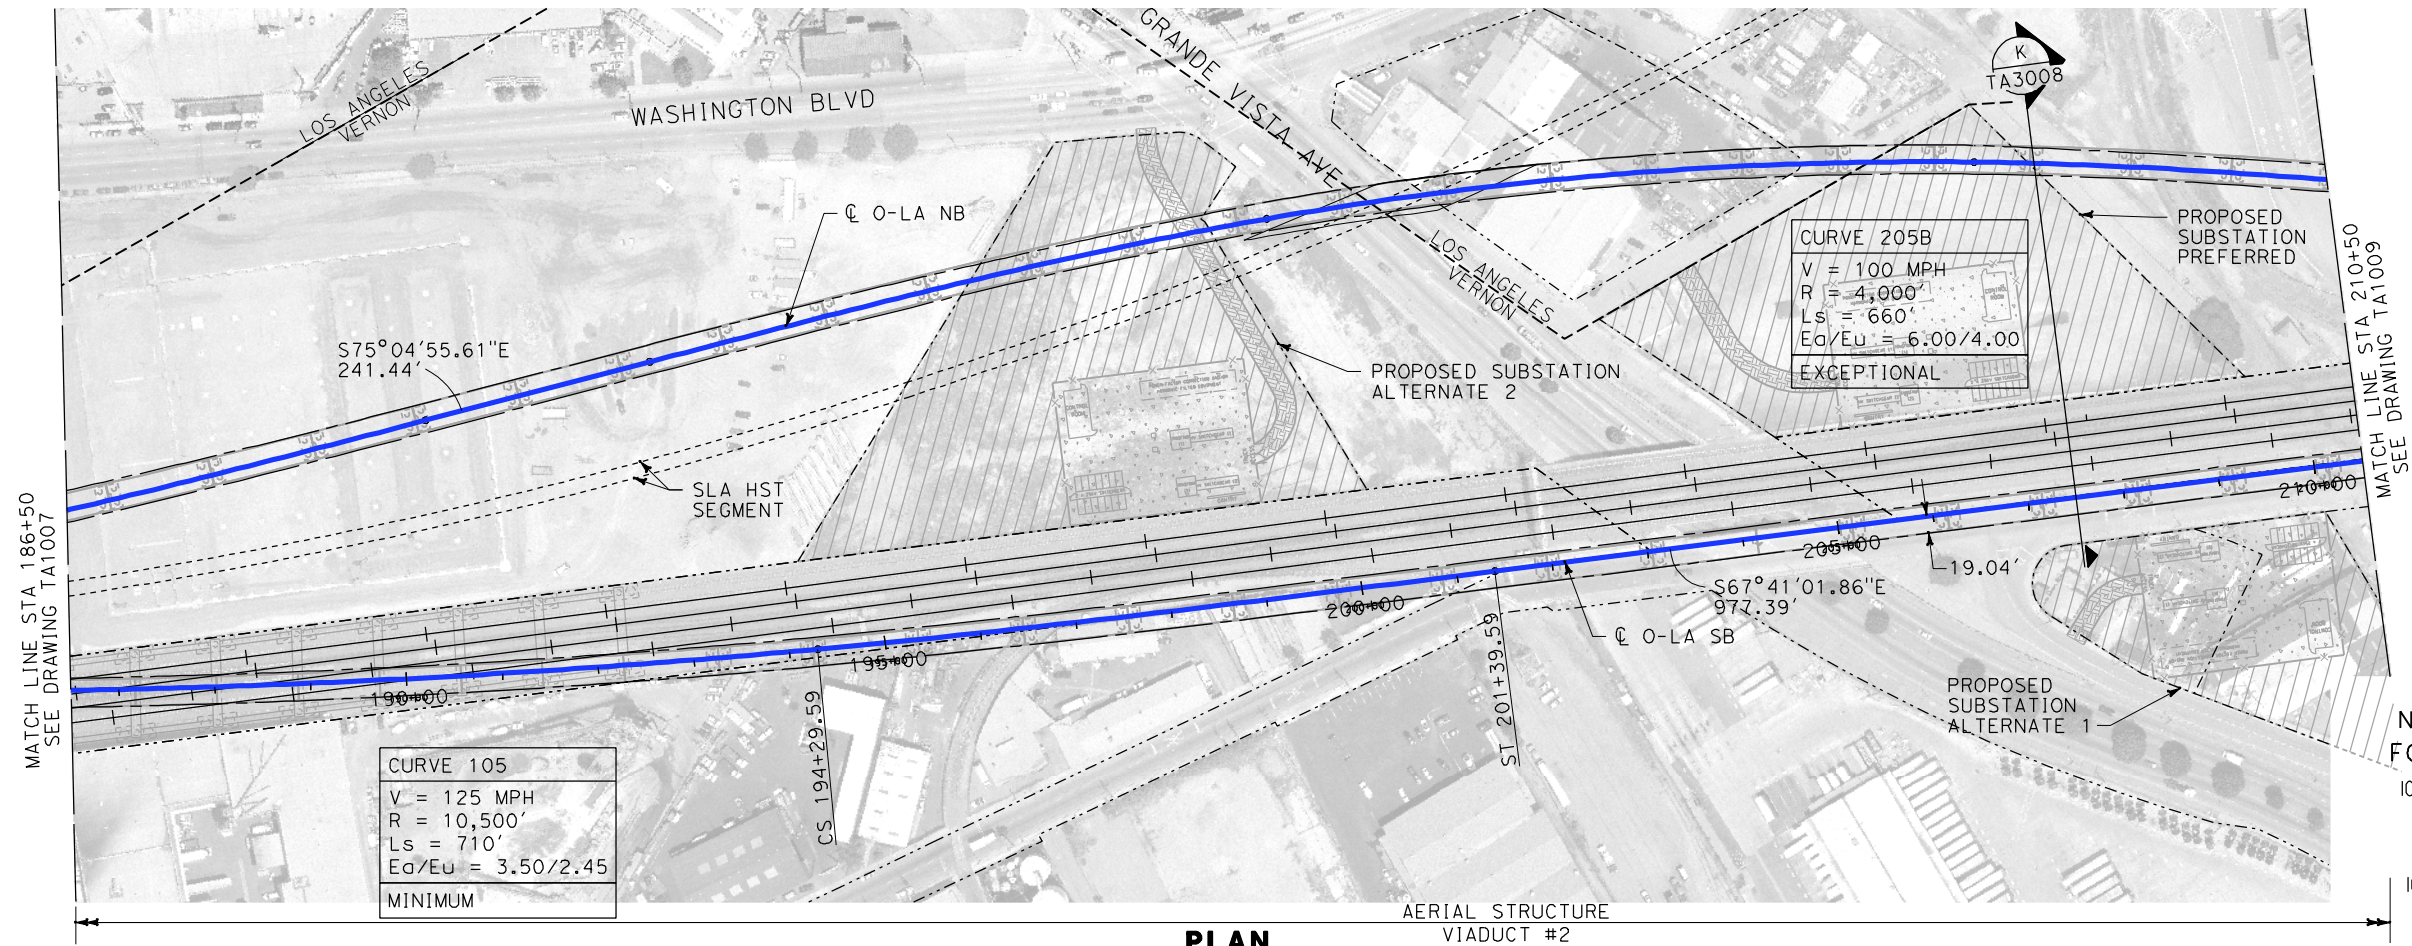 GRANDE VISTA AVE
K
TA3008
LOS ANGELES
VERNON
WASHINGTON BLVD
℄ O-LA NB
PROPOSED
SUBSTATION
PREFERRED
CURVE 205B
V = 100 MPH
R = 4,000'
Ls = 660'
Ea/Eu = 6.00/4.00
EXCEPTIONAL
LOS ANGELES
VERNON
MATCH LINE STA 210+50
SEE DRAWING TA1009
S75°04'55.61"E
241.44'
PROPOSED SUBSTATION
ALTERNATE 2
SLA HST
SEGMENT
MATCH LINE STA 186+50
SEE DRAWING TA1007
210+00
205+00
19.04'
S67°41'01.86"E
977.39'
200+00
℄ O-LA SB
195+00
190+00
CS 194+29.59
ST 201+39.59
PROPOSED
SUBSTATION
ALTERNATE 1
CURVE 105
V = 125 MPH
R = 10,500'
Ls = 710'
Ea/Eu = 3.50/2.45
MINIMUM
AERIAL STRUCTURE
VIADUCT #2
PLAN